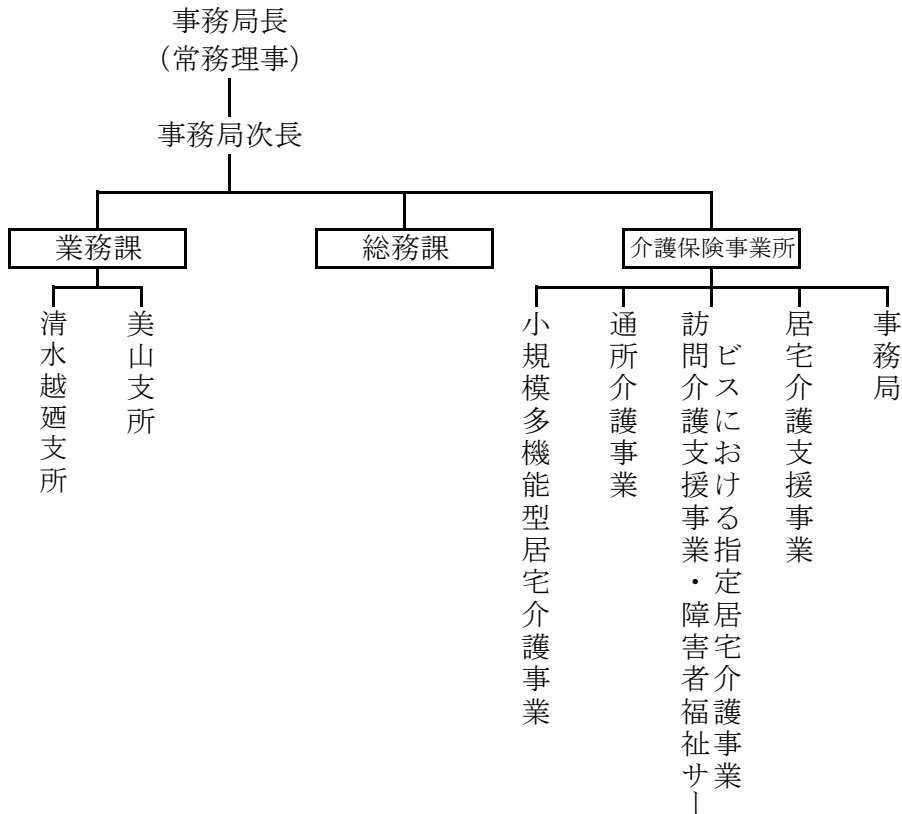 事務局長
（常務理事）
事務局次長
業務課
総務課
介護保険事業所
清水越廼支所
美山支所
小規模多機能型居宅介護事業
通所介護事業
訪問介護支援事業・障害者福祉サー
ビスにおける指定居宅介護事業
居宅介護支援事業
事務局